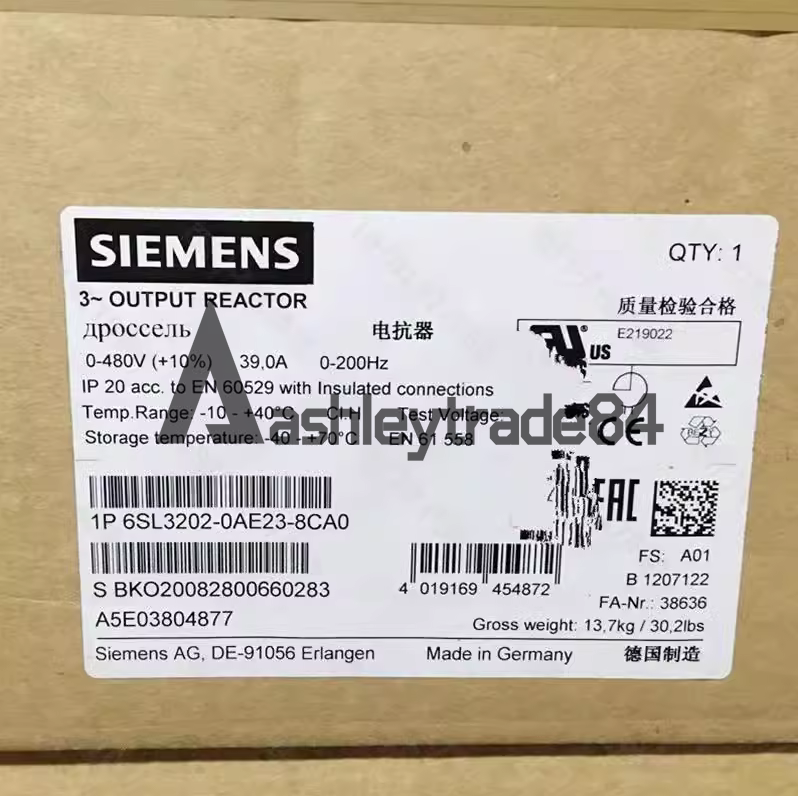 SIEMENS
QTY: 1
3~ OUTPUT REACTOR
质量检验合格
дроссель 电抗器
E219022
US
0-480V (+10%) 39,0A 0-200Hz
IP 20 acc. to EN 60529 with Insulated connections
Temp.Range: -10 - +40°C Cl.H Test Voltage:
Ashleytrade84
CE
Storage temperature: -40 - +70°C EN 61 558
1P 6SL3202-0AE23-8CA0
EAC
FS: A01
S BKO20082800660283
4 019169 454872
B 1207122
FA-Nr.: 38636
A5E03804877
Gross weight: 13,7kg / 30,2lbs
Siemens AG, DE-91056 Erlangen Made in Germany 德国制造